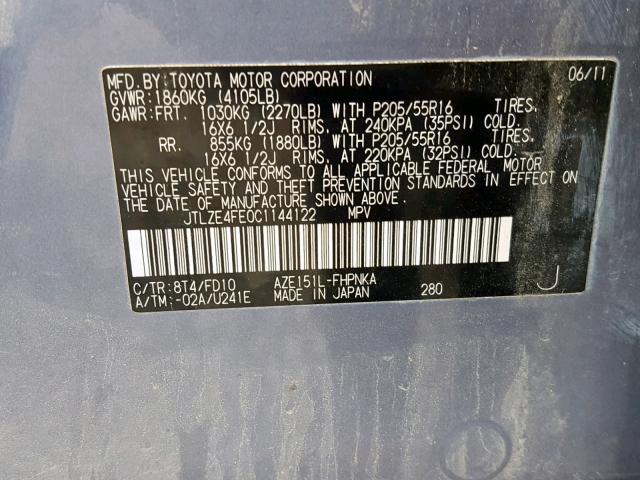 MFD.BY:TOYOTA MOTOR CORPORATION 06/11
GVWR:1860KG (4105LB)
GAWR:FRT. 1030KG (2270LB) WITH P205/55R16 TIRES,
16X6 1/2J RIMS, AT 240KPA (35PSI) COLD.
RR. 855KG (1880LB) WITH P205/55R16 TIRES,
16X6 1/2J RIMS, AT 220KPA (32PSI) COLD.
THIS VEHICLE CONFORMS TO ALL APPLICABLE FEDERAL MOTOR
VEHICLE SAFETY AND THEFT PREVENTION STANDARDS IN EFFECT
ON THE DATE OF MANUFACTURE SHOWN ABOVE.
JTLZE4FE0C1144122 MPV
C/TR:8T4/FD10 AZE151L-FHPNKA
A/TM:-02A/U241E MADE IN JAPAN 280 J